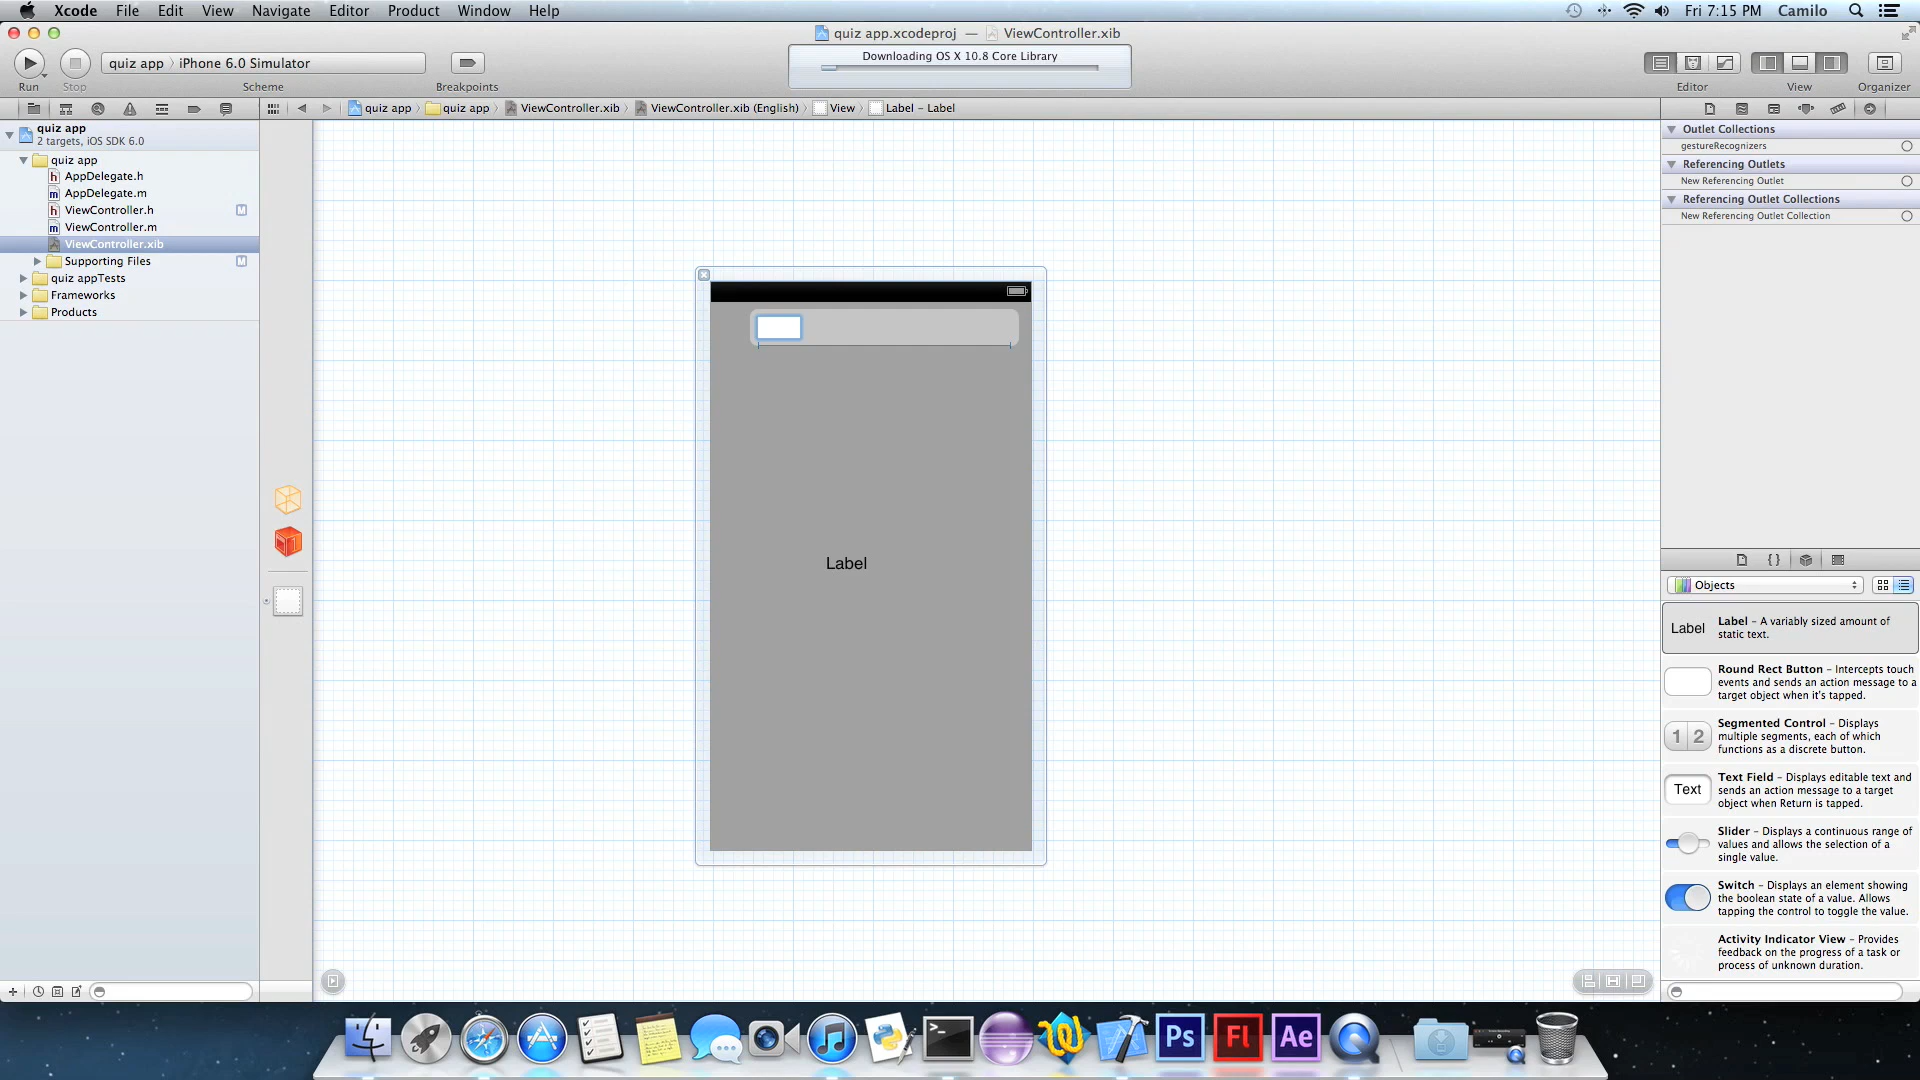 Xcode File Edit View Navigate Editor Product Window Help Fri 7:15 PM Camilo
quiz app.xcodeproj — ViewController.xib
Downloading OS X 10.8 Core Library
quiz app 〉 iPhone 6.0 Simulator
Run Stop Scheme Breakpoints Editor View Organizer
quiz app 〉 quiz app 〉 ViewController.xib 〉 ViewController.xib (English) 〉 View 〉 Label – Label
quiz app
2 targets, iOS SDK 6.0
quiz app
AppDelegate.h
AppDelegate.m
ViewController.h M
ViewController.m
ViewController.xib
Supporting Files M
quiz appTests
Frameworks
Products
Label
Outlet Collections
gestureRecognizers
Referencing Outlets
New Referencing Outlet
Referencing Outlet Collections
New Referencing Outlet Collection
Objects
Label
Label – A variably sized amount of
static text.
Round Rect Button – Intercepts touch
events and sends an action message to a
target object when it's tapped.
1 2
Segmented Control – Displays
multiple segments, each of which
functions as a discrete button.
Text
Text Field – Displays editable text and
sends an action message to a target
object when Return is tapped.
Slider – Displays a continuous range of
values and allows the selection of a
single value.
Switch – Displays an element showing
the boolean state of a value. Allows
tapping the control to toggle the value.
Activity Indicator View – Provides
feedback on the progress of a task or
process of unknown duration.
Ps Fl Ae